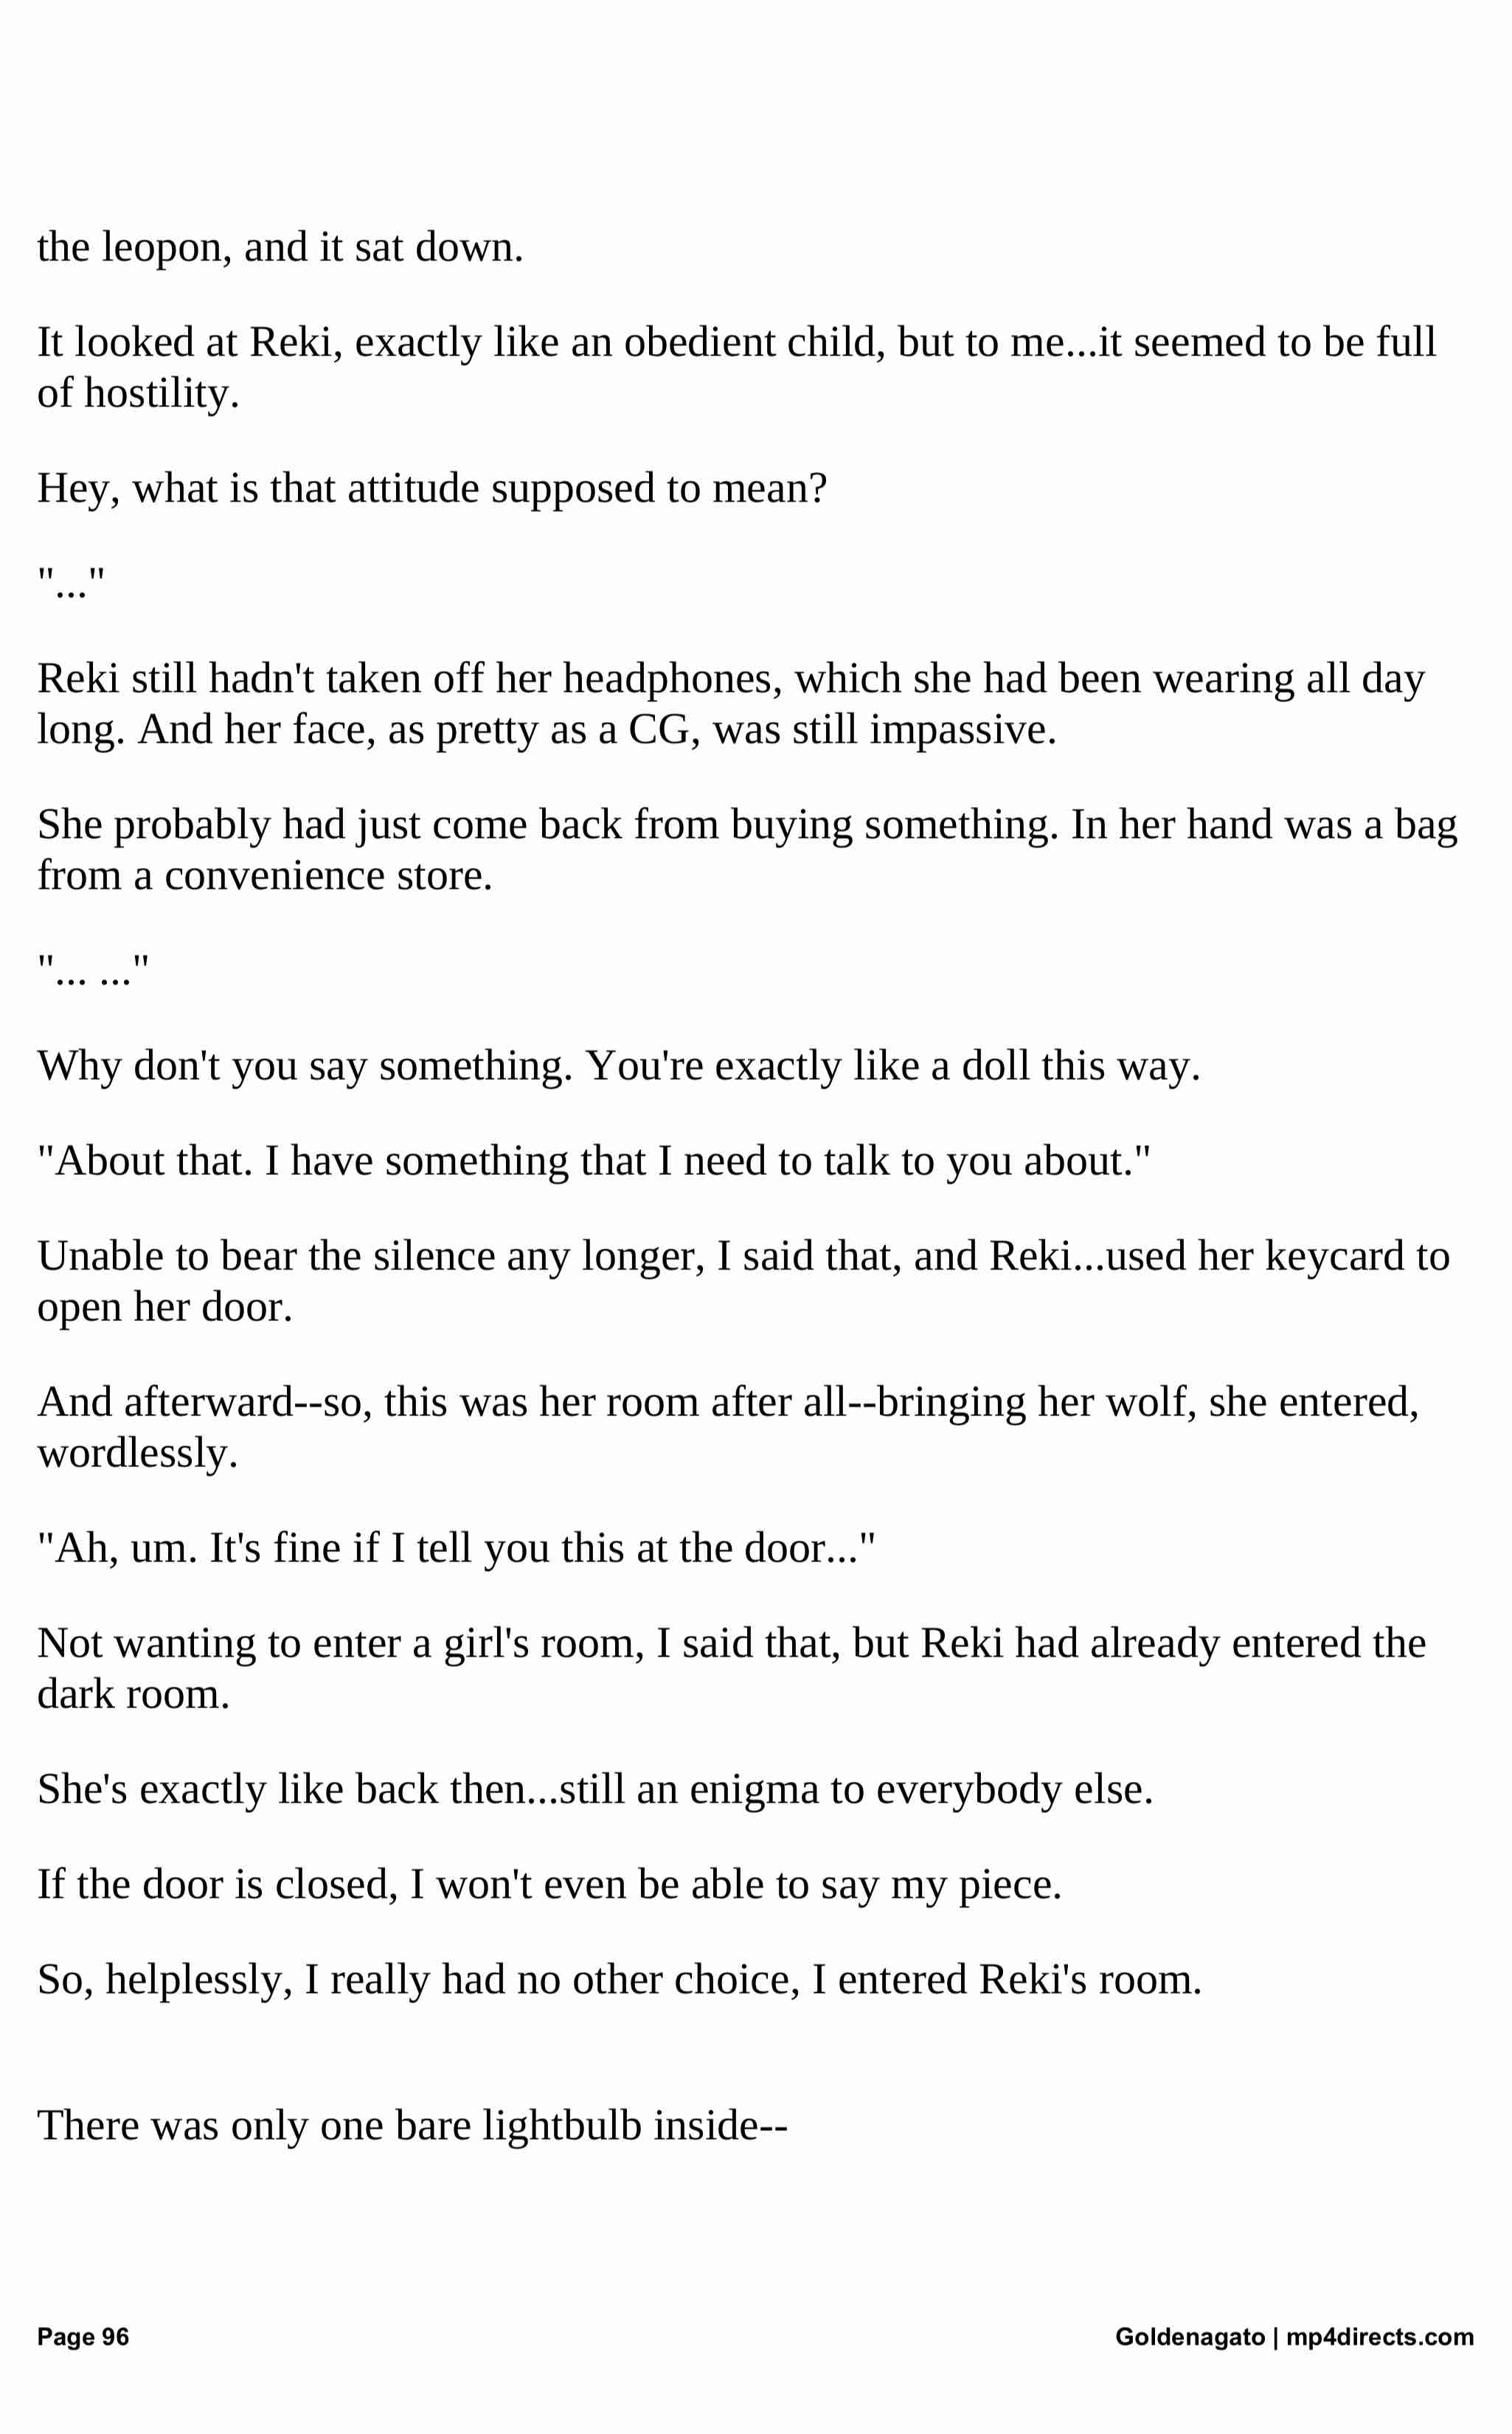 the leopon, and it sat down.
It looked at Reki, exactly like an obedient child, but to me...it seemed to be full
of hostility.
Hey, what is that attitude supposed to mean?
"..."
Reki still hadn't taken off her headphones, which she had been wearing all day
long. And her face, as pretty as a CG, was still impassive.
She probably had just come back from buying something. In her hand was a bag
from a convenience store.
"... ..."
Why don't you say something. You're exactly like a doll this way.
"About that. I have something that I need to talk to you about."
Unable to bear the silence any longer, I said that, and Reki...used her keycard to
open her door.
And afterward--so, this was her room after all--bringing her wolf, she entered,
wordlessly.
"Ah, um. It's fine if I tell you this at the door..."
Not wanting to enter a girl's room, I said that, but Reki had already entered the
dark room.
She's exactly like back then...still an enigma to everybody else.
If the door is closed, I won't even be able to say my piece.
So, helplessly, I really had no other choice, I entered Reki's room.
There was only one bare lightbulb inside--
Page 96
Goldenagato | mp4directs.com